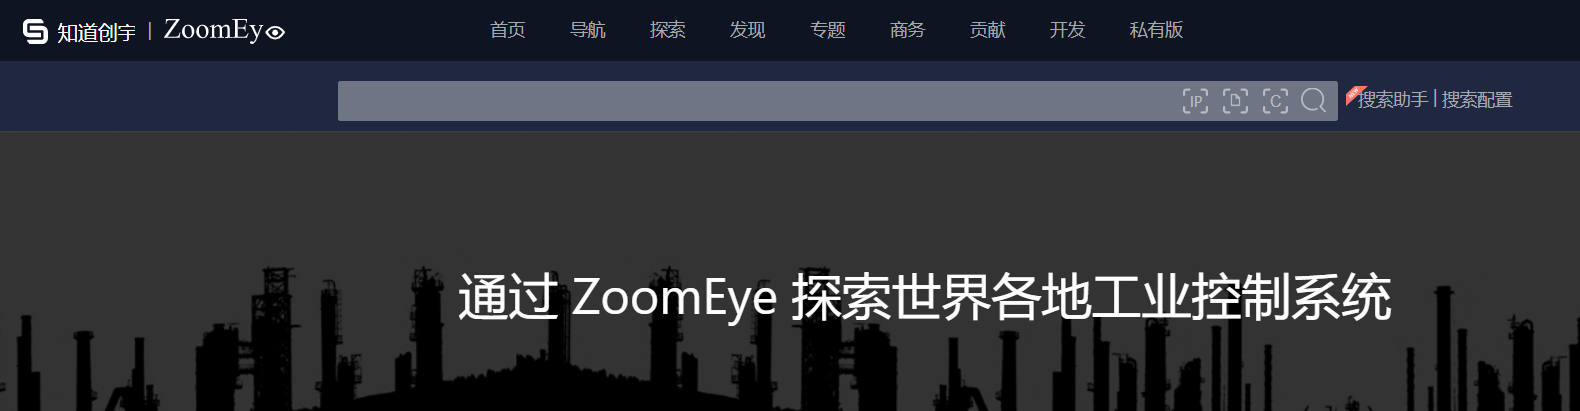 知道创宇 | ZoomEye
首页 导航 探索 发现 专题 商务 贡献 开发 私有版
IP C NEW 搜索助手 | 搜索配置
通过 ZoomEye 探索世界各地工业控制系统